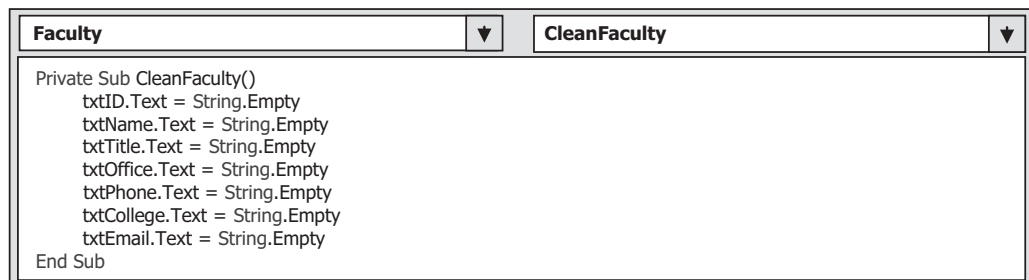 Faculty
CleanFaculty
Private Sub CleanFaculty()
txtID.Text = String.Empty
txtName.Text = String.Empty
txtTitle.Text = String.Empty
txtOffice.Text = String.Empty
txtPhone.Text = String.Empty
txtCollege.Text = String.Empty
txtEmail.Text = String.Empty
End Sub